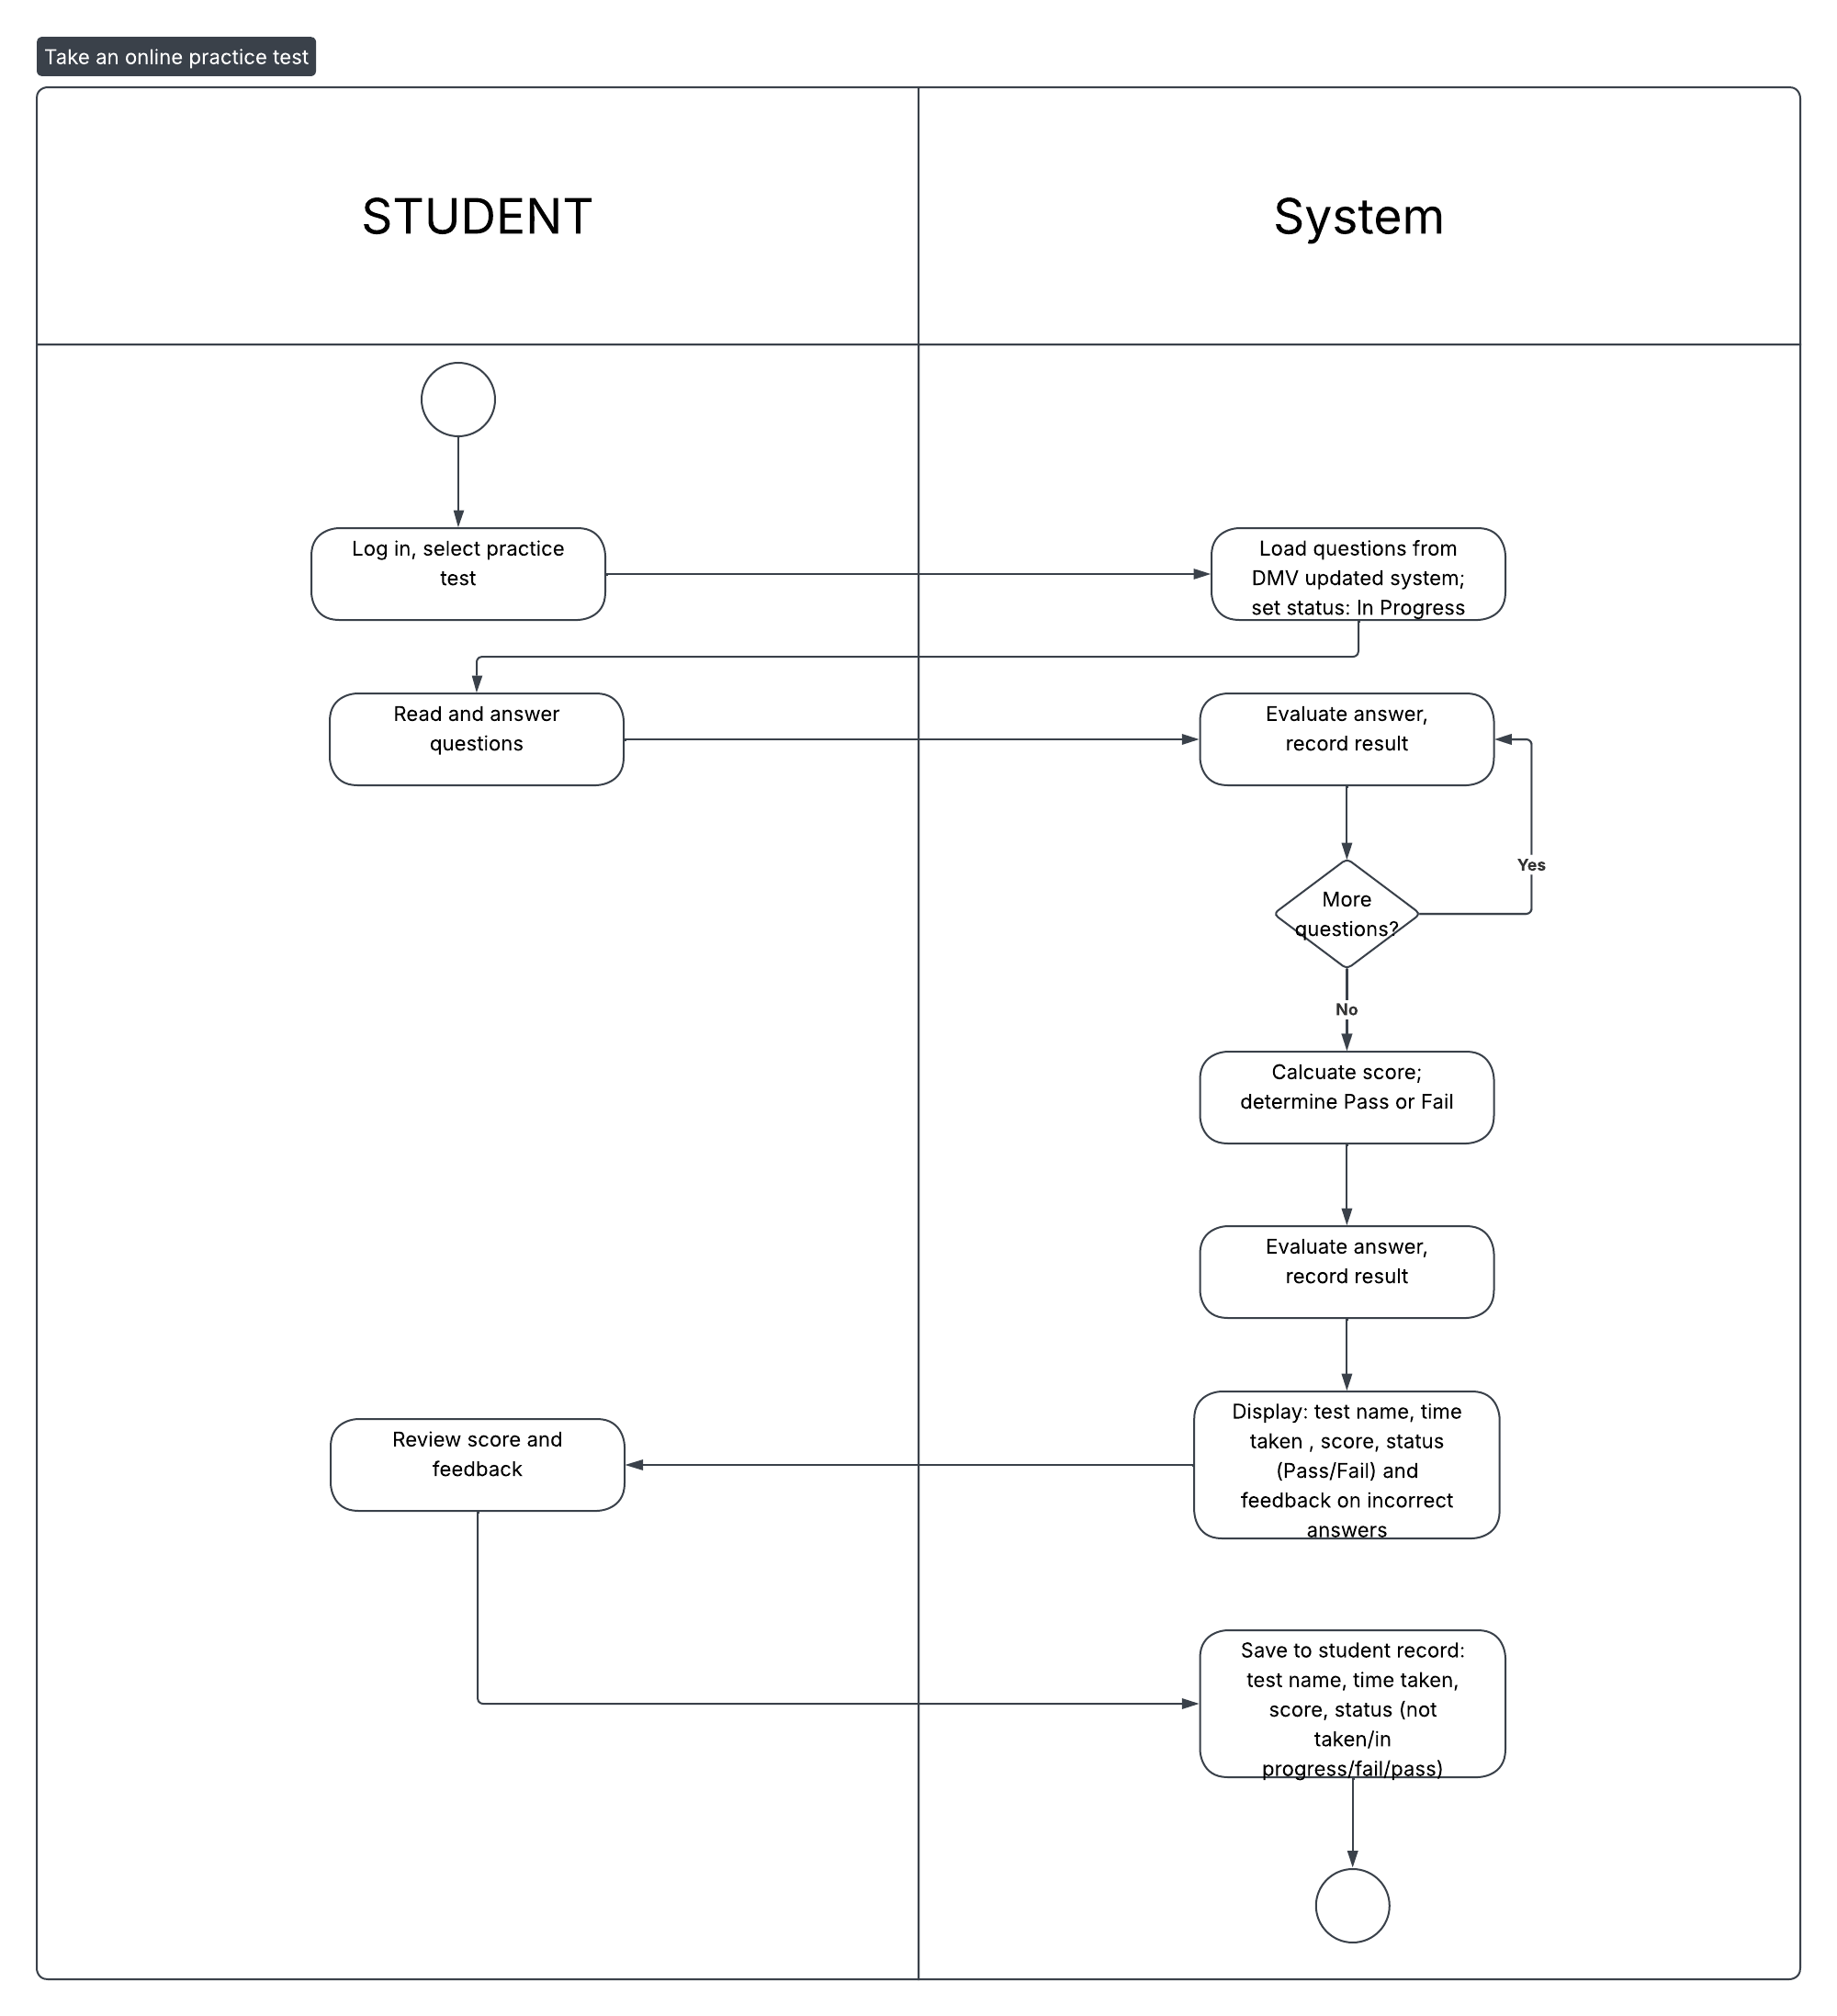 Take an online practice test
STUDENT
System
Log in, select practice
test
Load questions from
DMV updated system;
set status: In Progress
Read and answer
questions
Evaluate answer,
record result
Yes
More
questions?
No
Calcuate score;
determine Pass or Fail
Evaluate answer,
record result
Display: test name, time
taken , score, status
(Pass/Fail) and
feedback on incorrect
answers
Review score and
feedback
Save to student record:
test name, time taken,
score, status (not
taken/in
progress/fail/pass)